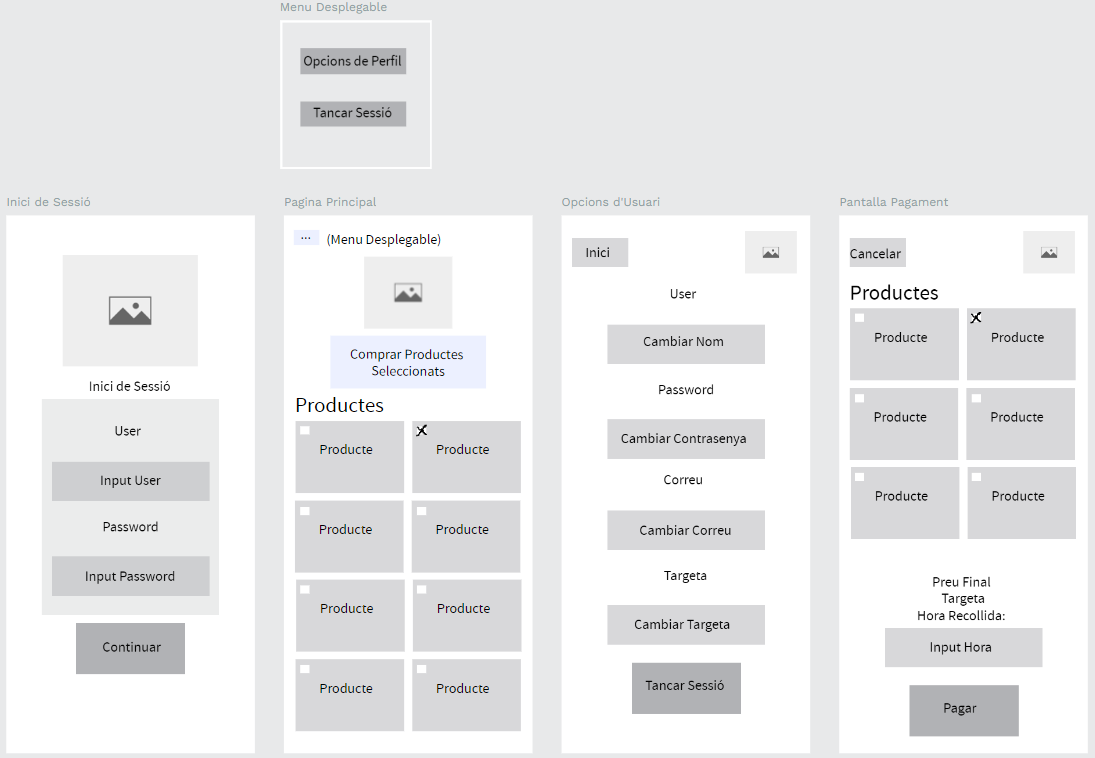 Menu Desplegable
Opcions de Perfil
Tancar Sessió
Inici de Sessió
Inici de Sessió
User
Input User
Password
Input Password
Continuar
Pagina Principal
... (Menu Desplegable)
Comprar Productes
Seleccionats
Productes
Producte Producte
Producte Producte
Producte Producte
Producte Producte
Opcions d'Usuari
Inici
User
Cambiar Nom
Password
Cambiar Contrasenya
Correu
Cambiar Correu
Targeta
Cambiar Targeta
Tancar Sessió
Pantalla Pagament
Cancelar
Productes
Producte Producte
Producte Producte
Producte Producte
Preu Final
Targeta
Hora Recollida:
Input Hora
Pagar